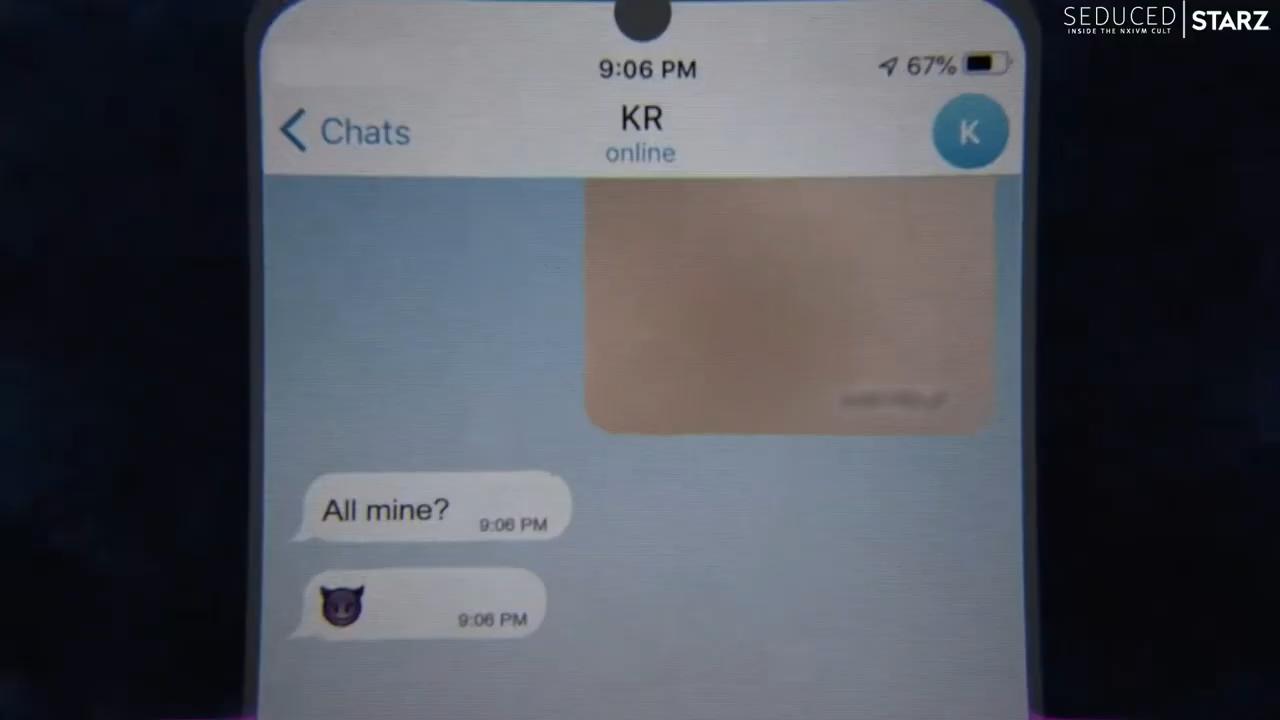 SEDUCED | STARZ
INSIDE THE NXIVM CULT
9:06 PM
67%
Chats
KR
online
K
All mine?
9:06 PM
😈
9:06 PM